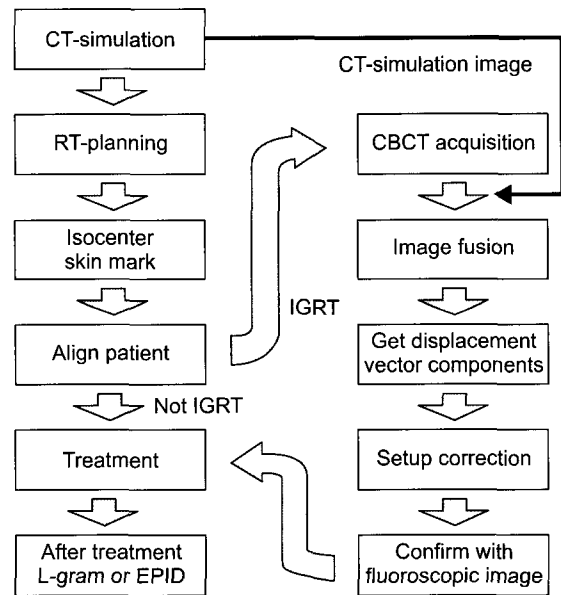 CT-simulation
CT-simulation image
RT-planning
CBCT acquisition
Isocenter
skin mark
Image fusion
IGRT
Align patient
Get displacement
vector components
Not IGRT
Treatment
Setup correction
After treatment
L-gram or EPID
Confirm with
fluoroscopic image